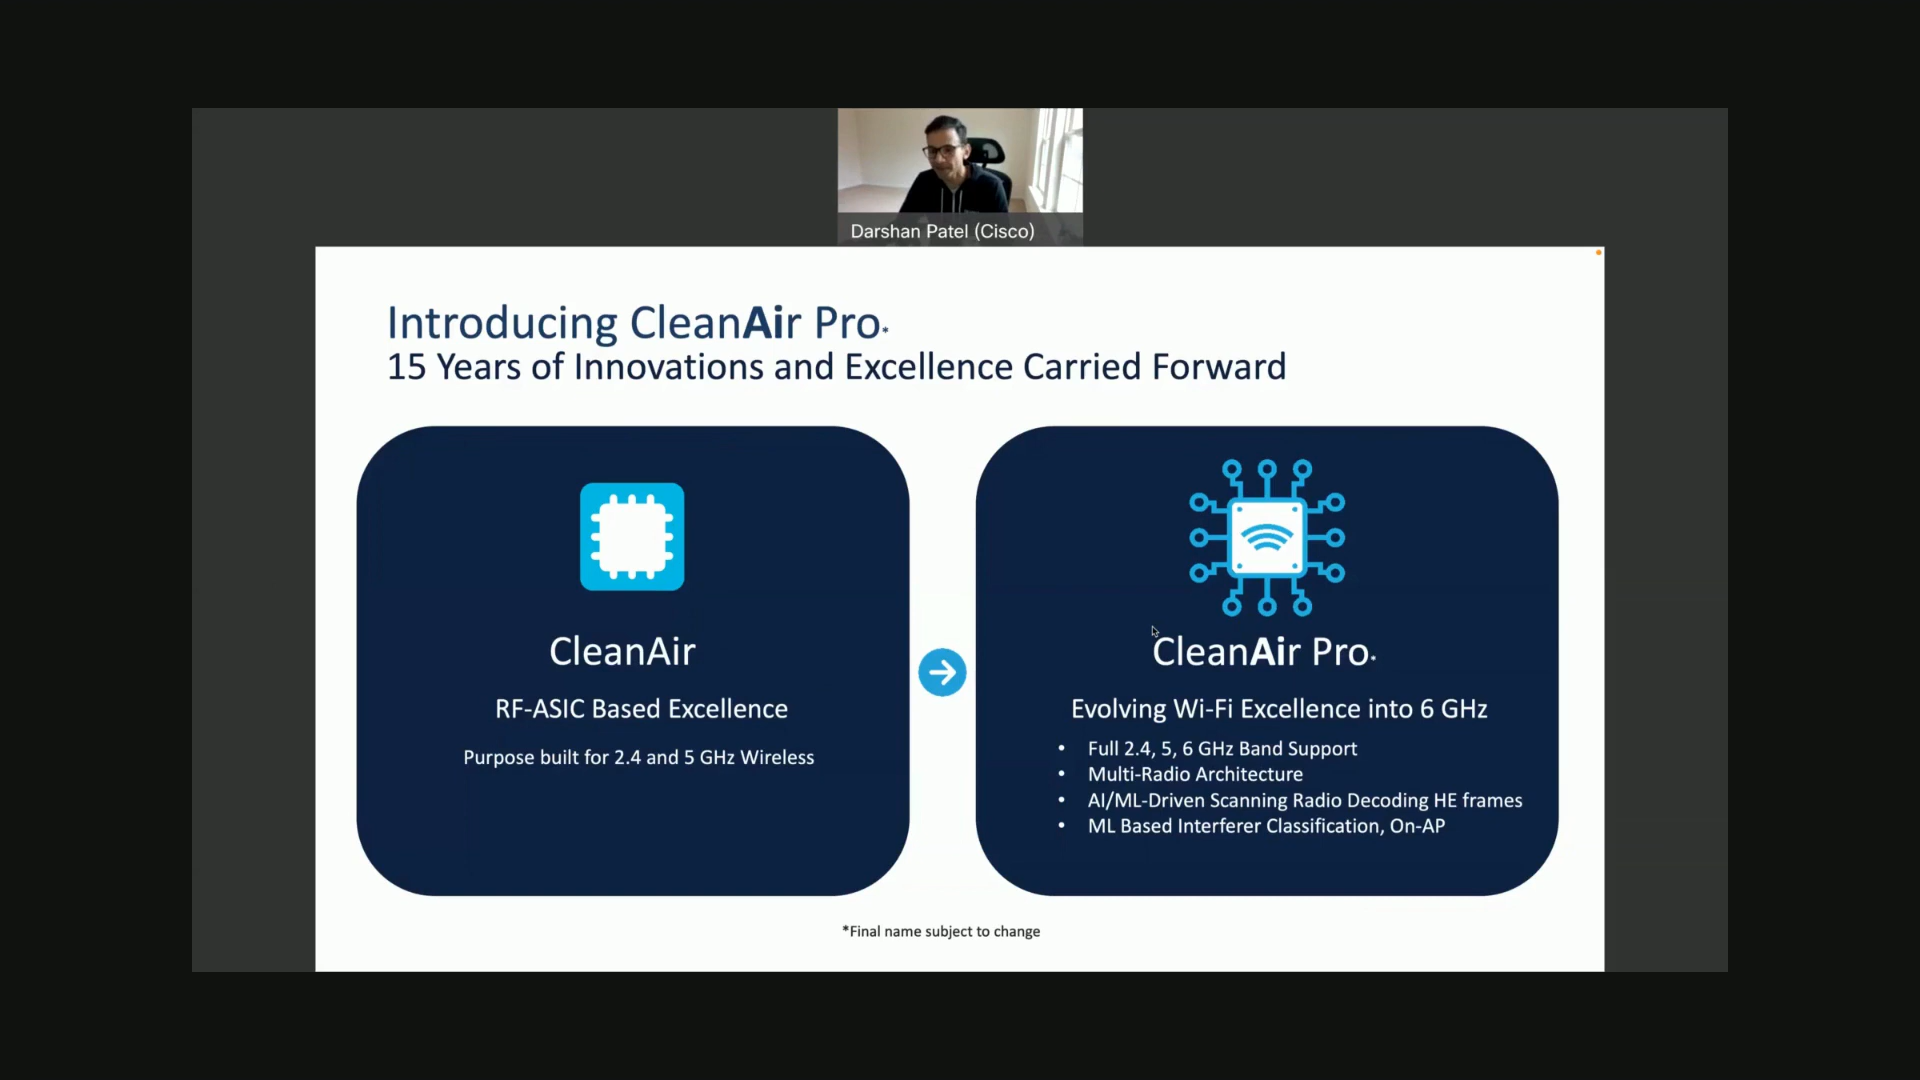 Darshan Patel (Cisco)
Introducing CleanAir Pro*
15 Years of Innovations and Excellence Carried Forward
CleanAir
RF-ASIC Based Excellence
Purpose built for 2.4 and 5 GHz Wireless
CleanAir Pro*
Evolving Wi-Fi Excellence into 6 GHz
• Full 2.4, 5, 6 GHz Band Support
• Multi-Radio Architecture
• AI/ML-Driven Scanning Radio Decoding HE frames
• ML Based Interferer Classification, On-AP
*Final name subject to change